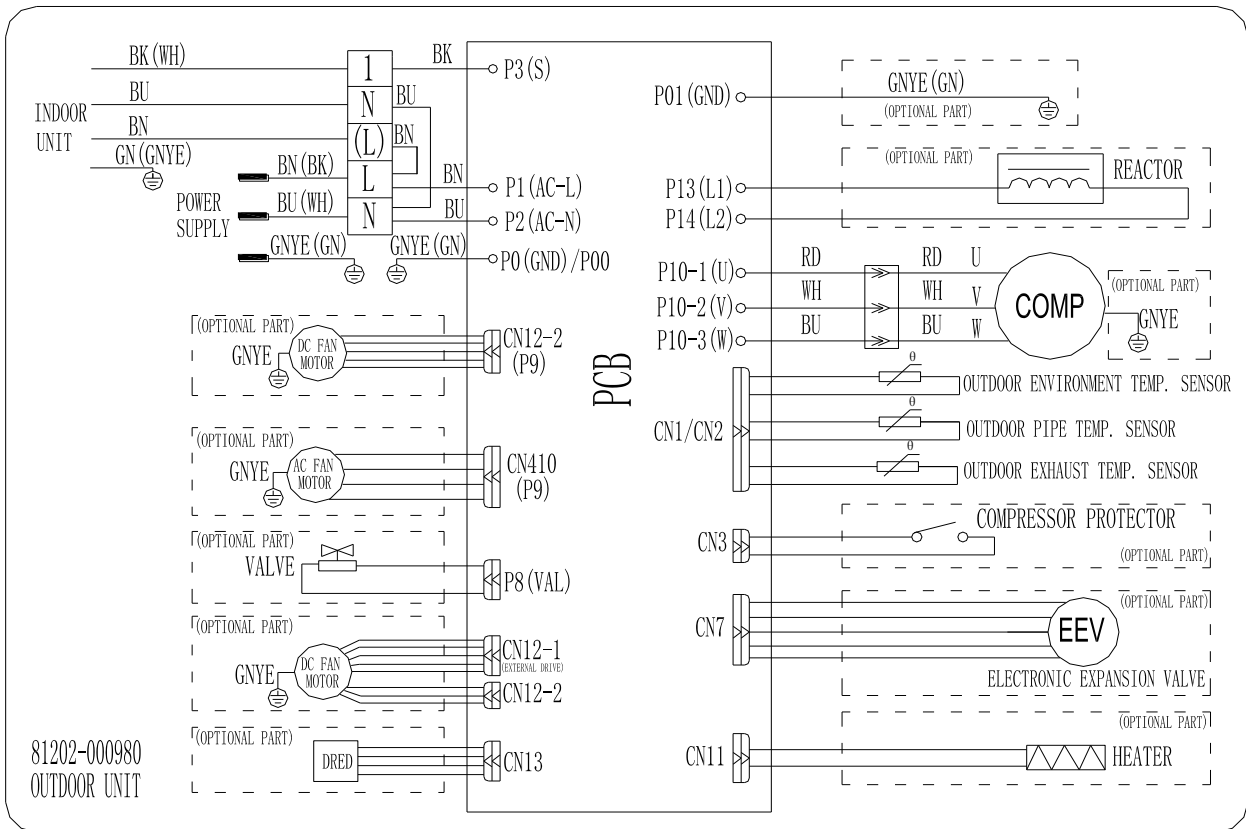 BK(WH)
BU
INDOOR
UNIT
BN
GN(GNYE)
1
N
(L)
L
N
BK
BU
BN
BN
BU
P3(S)
P1(AC-L)
P2(AC-N)
P0(GND)/P00
POWER
SUPPLY
BN(BK)
BU(WH)
GNYE(GN)
GNYE(GN)
(OPTIONAL PART)
GNYE
DC FAN
MOTOR
CN12-2
(P9)
(OPTIONAL PART)
GNYE
AC FAN
MOTOR
CN410
(P9)
(OPTIONAL PART)
VALVE
P8(VAL)
(OPTIONAL PART)
GNYE
DC FAN
MOTOR
CN12-1
(EXTERNAL DRIVE)
CN12-2
(OPTIONAL PART)
DRED
CN13
81202-000980
OUTDOOR UNIT
PCB
P01(GND)
GNYE(GN)
(OPTIONAL PART)
(OPTIONAL PART)
REACTOR
P13(L1)
P14(L2)
P10-1(U)
P10-2(V)
P10-3(W)
RD
WH
BU
RD
WH
BU
U
V
W
COMP
(OPTIONAL PART)
GNYE
CN1/CN2
θ
OUTDOOR ENVIRONMENT TEMP. SENSOR
θ
OUTDOOR PIPE TEMP. SENSOR
θ
OUTDOOR EXHAUST TEMP. SENSOR
CN3
COMPRESSOR PROTECTOR
(OPTIONAL PART)
CN7
(OPTIONAL PART)
EEV
ELECTRONIC EXPANSION VALVE
(OPTIONAL PART)
CN11
HEATER